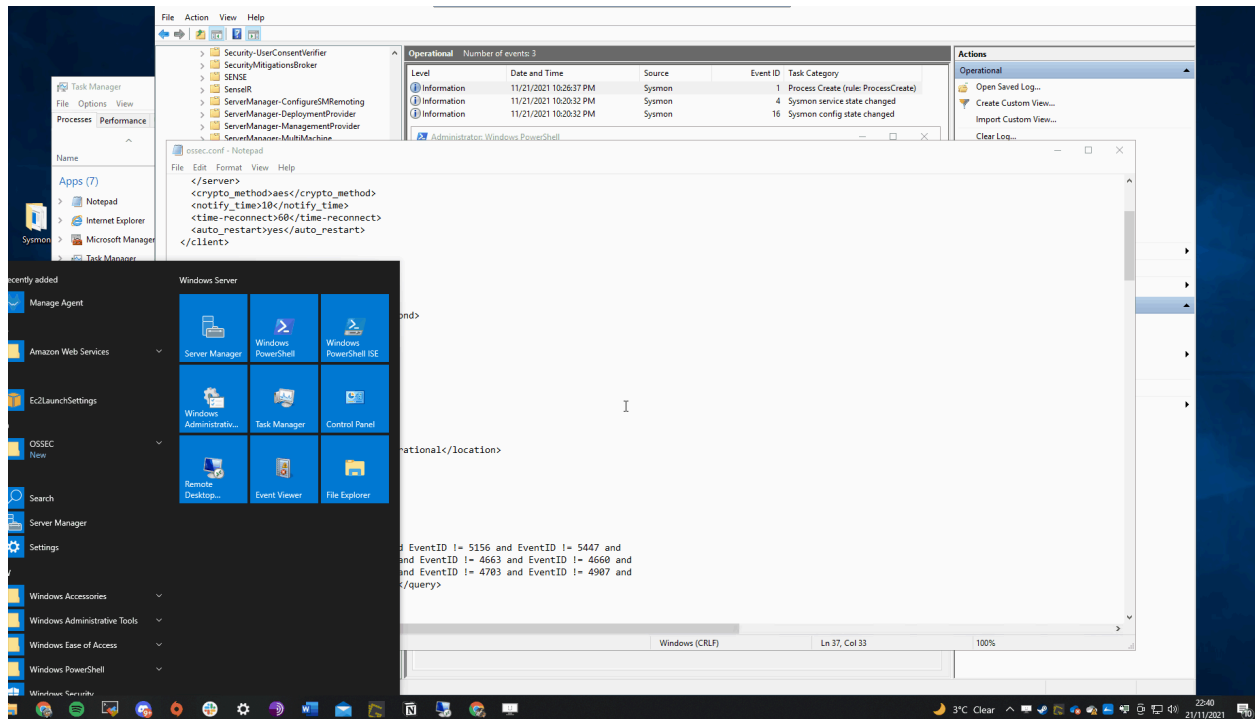 File Action View Help
Security-UserConsentVerifier
SecurityMitigationsBroker
SENSE
SenseIR
ServerManager-ConfigureSMRemoting
ServerManager-DeploymentProvider
ServerManager-ManagementProvider
ServerManager-MultiMachine
Operational Number of events: 3
Level Date and Time Source Event ID Task Category
Information 11/21/2021 10:26:37 PM Sysmon 1 Process Create (rule: ProcessCreate)
Information 11/21/2021 10:20:32 PM Sysmon 4 Sysmon service state changed
Information 11/21/2021 10:20:32 PM Sysmon 16 Sysmon config state changed
Actions
Operational
Open Saved Log...
Create Custom View...
Import Custom View...
Clear Log...
Task Manager
File Options View
Processes Performance
Name
Apps (7)
Notepad
Internet Explorer
Microsoft Manager
Task Manager
Sysmon
Administrator: Windows PowerShell
ossec.conf - Notepad
File Edit Format View Help
</server>
<crypto_method>aes</crypto_method>
<notify_time>10</notify_time>
<time-reconnect>60</time-reconnect>
<auto_restart>yes</auto_restart>
</client>
ond>
rational</location>
d EventID != 5156 and EventID != 5447 and
and EventID != 4663 and EventID != 4660 and
and EventID != 4703 and EventID != 4907 and
</query>
Windows (CRLF) Ln 37, Col 33 100%
ecently added
Manage Agent
Amazon Web Services
Ec2LaunchSettings
OSSEC
New
Search
Server Manager
Settings
Windows Accessories
Windows Administrative Tools
Windows Ease of Access
Windows PowerShell
Windows Security
Windows Server
Server Manager
Windows PowerShell
Windows PowerShell ISE
Windows Administrativ...
Task Manager
Control Panel
Remote Desktop...
Event Viewer
File Explorer
3°C Clear
22:40
21/11/2021